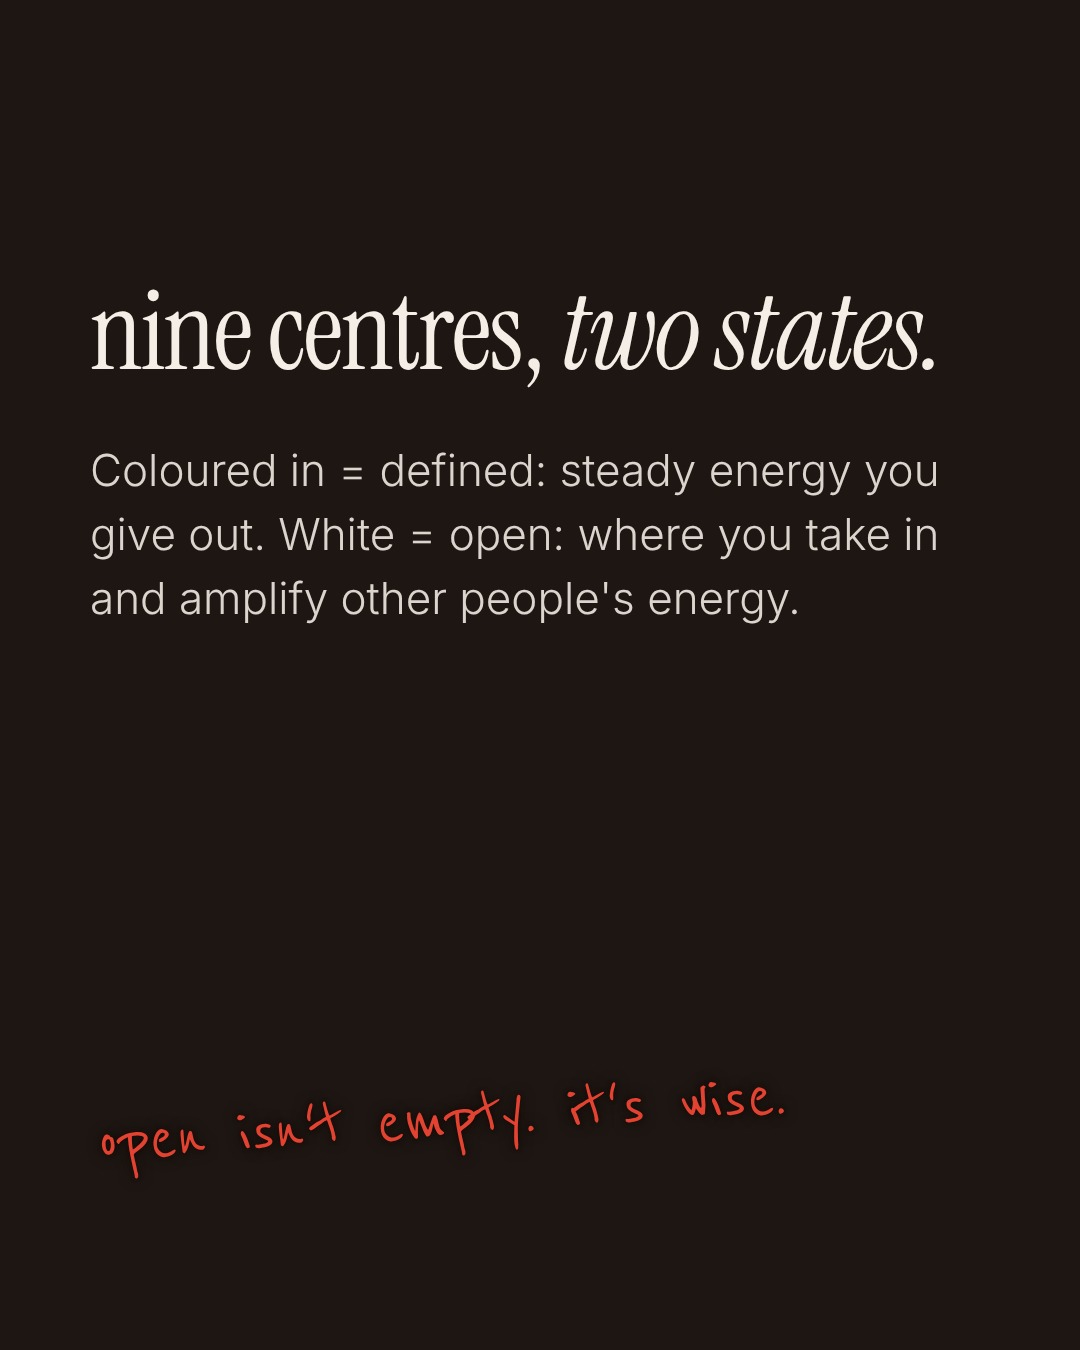 nine centres, two states.
Coloured in = defined: steady energy you
give out. White = open: where you take in
and amplify other people's energy.
open isn't empty. it's wise.